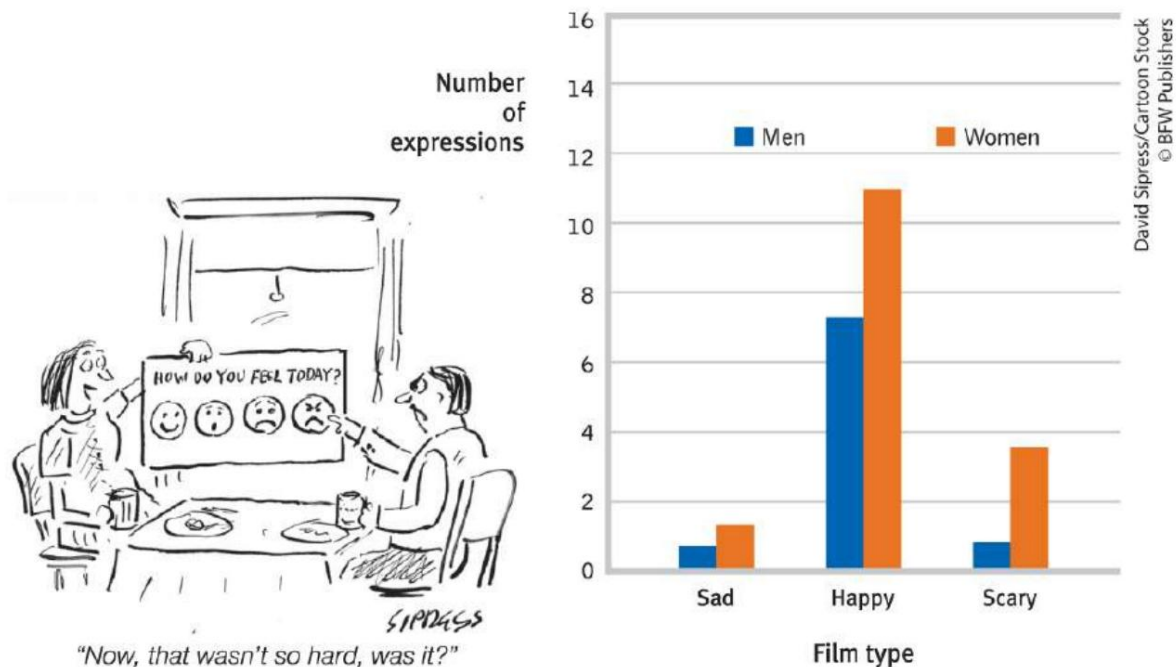 Number
of
expressions
HOW DO YOU FEEL TODAY?
SIPRESS
"Now, that wasn't so hard, was it?"
16
14
12
10
8
6
4
2
0
Men
Women
Sad
Happy
Scary
Film type
David Sipress/Cartoon Stock
© BFW Publishers